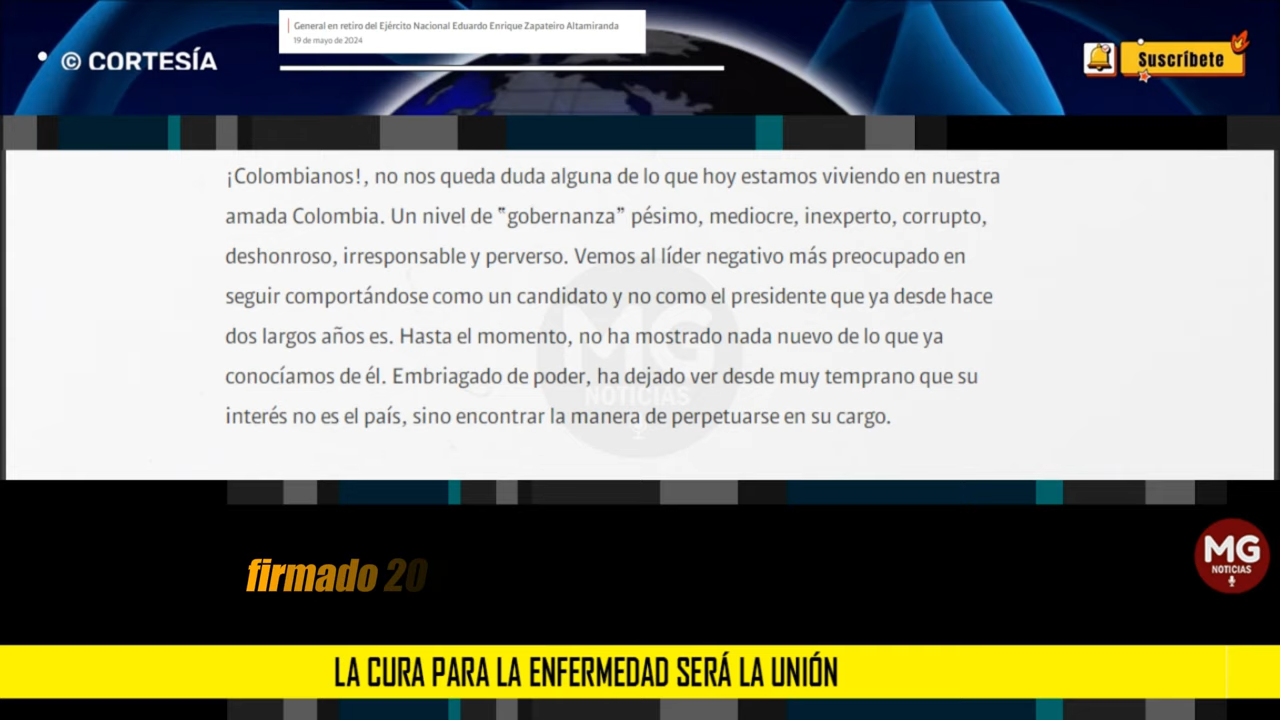 General en retiro del Ejército Nacional Eduardo Enrique Zapateiro Altamiranda
19 de mayo de 2024
© CORTESÍA
Suscríbete
¡Colombianos!, no nos queda duda alguna de lo que hoy estamos viviendo en nuestra
amada Colombia. Un nivel de "gobernanza" pésimo, mediocre, inexperto, corrupto,
deshonroso, irresponsable y perverso. Vemos al líder negativo más preocupado en
seguir comportándose como un candidato y no como el presidente que ya desde hace
dos largos años es. Hasta el momento, no ha mostrado nada nuevo de lo que ya
conocíamos de él. Embriagado de poder, ha dejado ver desde muy temprano que su
interés no es el país, sino encontrar la manera de perpetuarse en su cargo.
MG
NOTICIAS
firmado 20
MG
NOTICIAS
LA CURA PARA LA ENFERMEDAD SERÁ LA UNIÓN